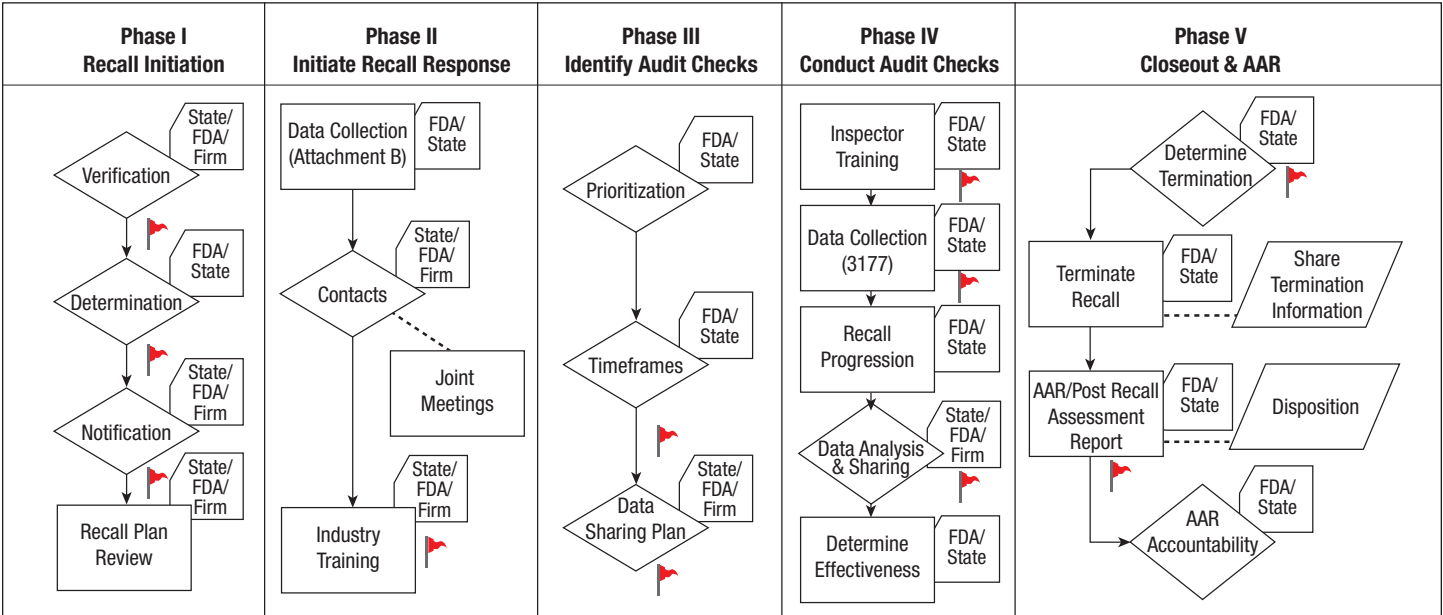 Phase I
Recall Initiation
State/
FDA/
Firm
Verification
FDA/
State
Determination
State/
FDA/
Firm
Notification
State/
FDA/
Firm
Recall Plan
Review
Phase II
Initiate Recall Response
Data Collection
(Attachment B)
FDA/
State
State/
FDA/
Firm
Contacts
Joint
Meetings
State/
FDA/
Firm
Industry
Training
Phase III
Identify Audit Checks
FDA/
State
Prioritization
FDA/
State
Timeframes
State/
FDA/
Firm
Data
Sharing Plan
Phase IV
Conduct Audit Checks
Inspector
Training
FDA/
State
Data Collection
(3177)
FDA/
State
Recall
Progression
FDA/
State
State/
FDA/
Firm
Data Analysis
& Sharing
Determine
Effectiveness
FDA/
State
Phase V
Closeout & AAR
FDA/
State
Determine
Termination
Terminate
Recall
FDA/
State
Share
Termination
Information
AAR/Post Recall
Assessment
Report
FDA/
State
Disposition
FDA/
State
AAR
Accountability